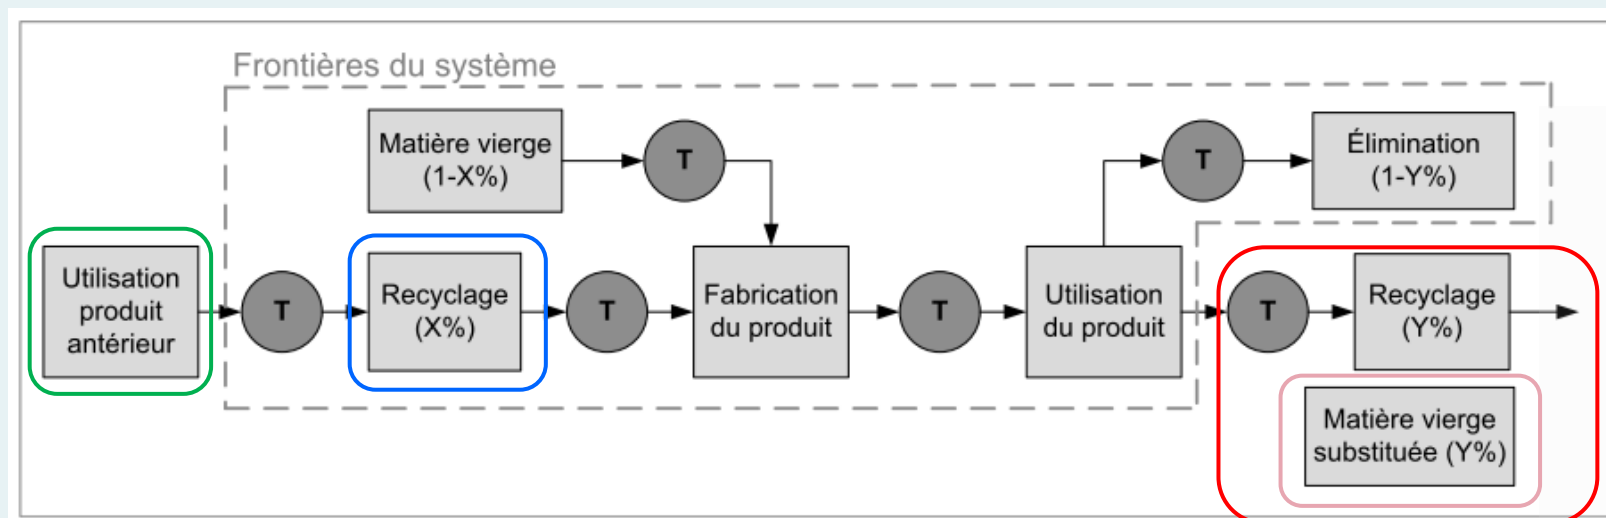 Frontières du système
Matière vierge
(1-X%)
T
T
Élimination
(1-Y%)
Utilisation
produit
antérieur
T
Recyclage
(X%)
T
Fabrication
du produit
T
Utilisation
du produit
T
Recyclage
(Y%)
Matière vierge
substituée (Y%)